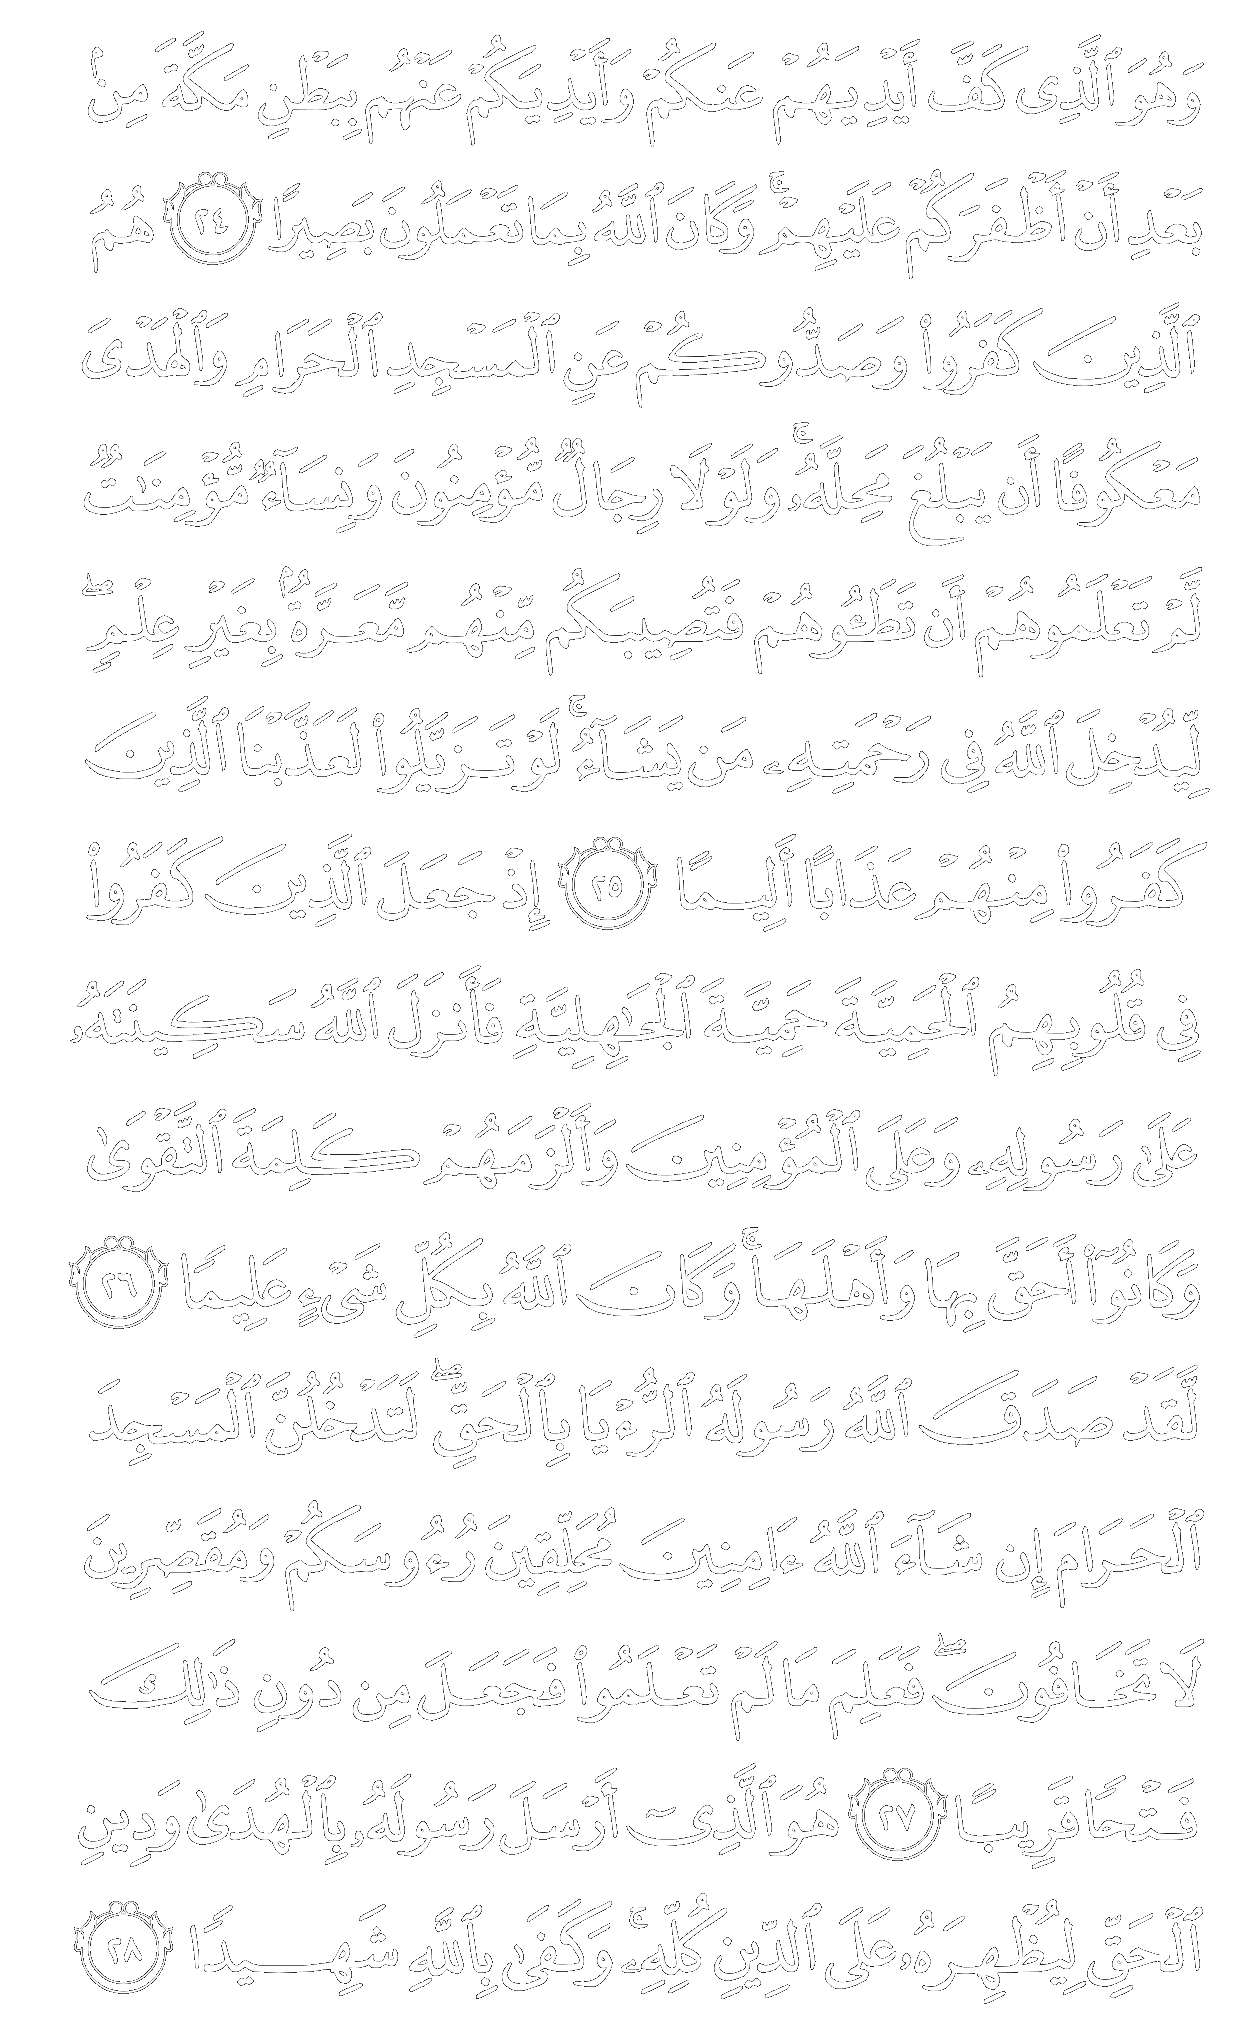 وَهُوَ ٱلَّذِى كَفَّ أَيْدِيَهُمْ عَنكُمْ وَأَيْدِيَكُمْ عَنْهُم بِبَطْنِ مَكَّةَ مِنۢ
بَعْدِ أَنْ أَظْفَرَكُمْ عَلَيْهِمْ ۚ وَكَانَ ٱللَّهُ بِمَا تَعْمَلُونَ بَصِيرًا ٢٤ هُمُ
ٱلَّذِينَ كَفَرُوا۟ وَصَدُّوكُمْ عَنِ ٱلْمَسْجِدِ ٱلْحَرَامِ وَٱلْهَدْىَ
مَعْكُوفًا أَن يَبْلُغَ مَحِلَّهُۥ ۚ وَلَوْلَا رِجَالٌ مُّؤْمِنُونَ وَنِسَآءٌ مُّؤْمِنَـٰتٌ
لَّمْ تَعْلَمُوهُمْ أَن تَطَـُٔوهُمْ فَتُصِيبَكُم مِّنْهُم مَّعَرَّةٌۢ بِغَيْرِ عِلْمٍ ۖ
لِّيُدْخِلَ ٱللَّهُ فِى رَحْمَتِهِۦ مَن يَشَآءُ ۚ لَوْ تَزَيَّلُوا۟ لَعَذَّبْنَا ٱلَّذِينَ
كَفَرُوا۟ مِنْهُمْ عَذَابًا أَلِيمًا ٢٥ إِذْ جَعَلَ ٱلَّذِينَ كَفَرُوا۟
فِى قُلُوبِهِمُ ٱلْحَمِيَّةَ حَمِيَّةَ ٱلْجَـٰهِلِيَّةِ فَأَنزَلَ ٱللَّهُ سَكِينَتَهُۥ
عَلَىٰ رَسُولِهِۦ وَعَلَى ٱلْمُؤْمِنِينَ وَأَلْزَمَهُمْ كَلِمَةَ ٱلتَّقْوَىٰ
وَكَانُوٓا۟ أَحَقَّ بِهَا وَأَهْلَهَا ۚ وَكَانَ ٱللَّهُ بِكُلِّ شَىْءٍ عَلِيمًا ٢٦
لَّقَدْ صَدَقَ ٱللَّهُ رَسُولَهُ ٱلرُّءْيَا بِٱلْحَقِّ ۖ لَتَدْخُلُنَّ ٱلْمَسْجِدَ
ٱلْحَرَامَ إِن شَآءَ ٱللَّهُ ءَامِنِينَ مُحَلِّقِينَ رُءُوسَكُمْ وَمُقَصِّرِينَ
لَا تَخَافُونَ ۖ فَعَلِمَ مَا لَمْ تَعْلَمُوا۟ فَجَعَلَ مِن دُونِ ذَٰلِكَ
فَتْحًا قَرِيبًا ٢٧ هُوَ ٱلَّذِىٓ أَرْسَلَ رَسُولَهُۥ بِٱلْهُدَىٰ وَدِينِ
ٱلْحَقِّ لِيُظْهِرَهُۥ عَلَى ٱلدِّينِ كُلِّهِۦ ۚ وَكَفَىٰ بِٱللَّهِ شَهِيدًا ٢٨